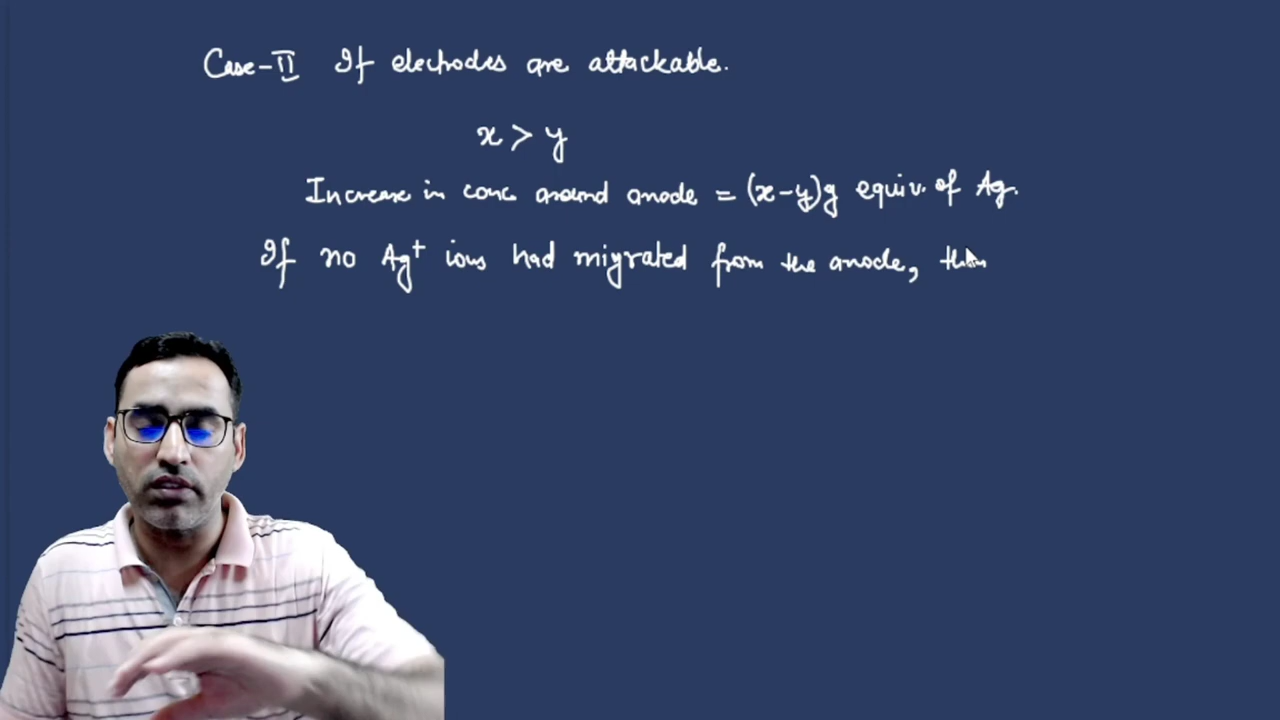 Case-II If electrodes are attackable.
x > y
Increase in conc around anode = (x-y)g equiv. of Ag.
If no Ag⁺ ions had migrated from the anode, then